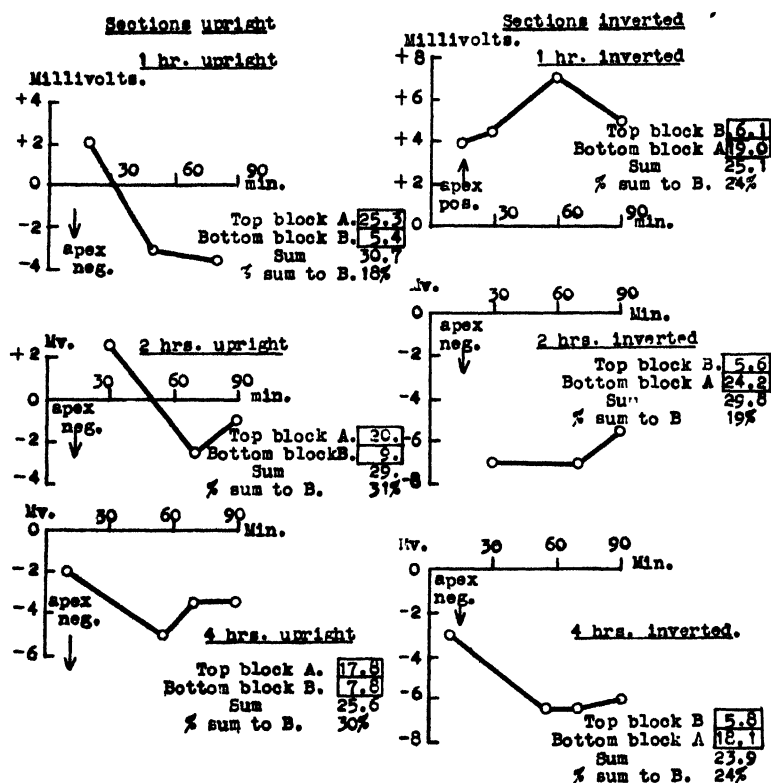 Sections upright
1 hr. upright
Millivolts.
+4
+2
0
-2
-4
30
60
90
min.
apex
neg.
Top block A. 25.3
Bottom block B. 5.4
Sum 30.7
% sum to B. 18%
Mv.
+2
0
-2
-4
2 hrs. upright
30
60
90
min.
apex
neg.
Top block A. 20.
Bottom block B. 9.
Sum 29.
% sum to B. 31%
Mv.
0
-2
-4
-6
30
60
90
Min.
apex
neg.
4 hrs. upright
Top block A. 17.8
Bottom block B. 7.8
Sum 25.6
% sum to B. 30%
Sections inverted
Millivolts.
1 hr. inverted
+8
+6
+4
+2
0
apex
pos.
30
60
90
min.
Top block B. 6.1
Bottom block A 19.0
Sum 25.1
% sum to B. 24%
Mv.
0
-2
-4
-6
-8
30
60
90
Min.
apex
neg.
2 hrs. inverted
Top block B. 5.6
Bottom block A 24.2
Sum 29.8
% sum to B 19%
Mv.
0
-2
-4
-6
-8
30
60
90
Min.
apex
neg.
4 hrs. inverted.
Top block B 5.8
Bottom block A 18.1
Sum 23.9
% sum to B. 24%